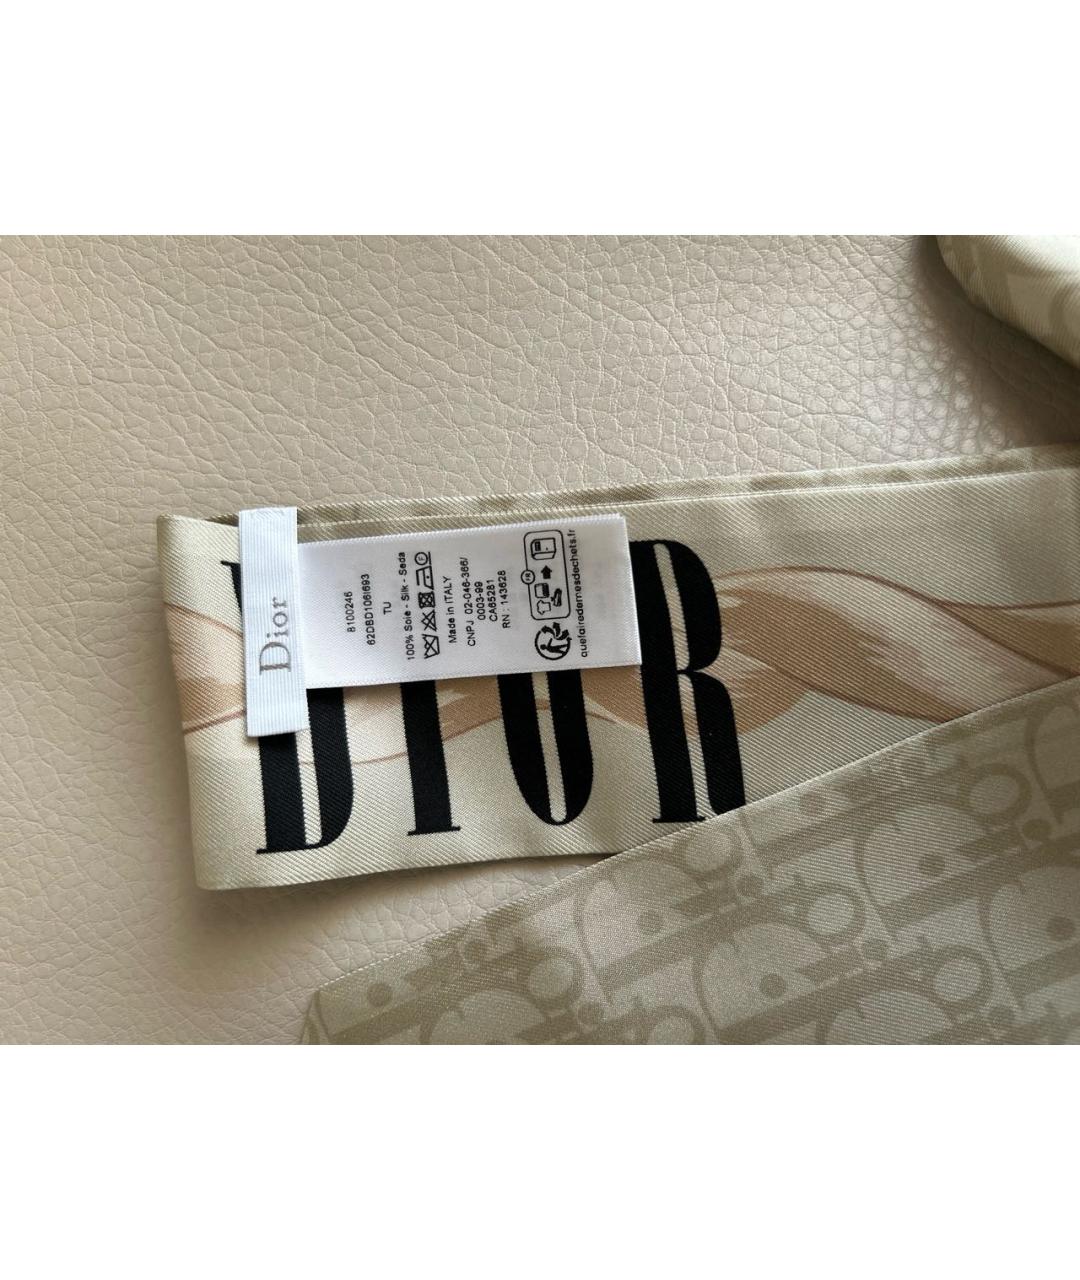 Dior
8100246
62DBD106I693
TU
100% Soie - Silk - Seda
Made in ITALY
CNPJ 02-046-366/
0003-99
CA65281
RN : 143628
FR
quefairedemesdechets.fr
DIOR